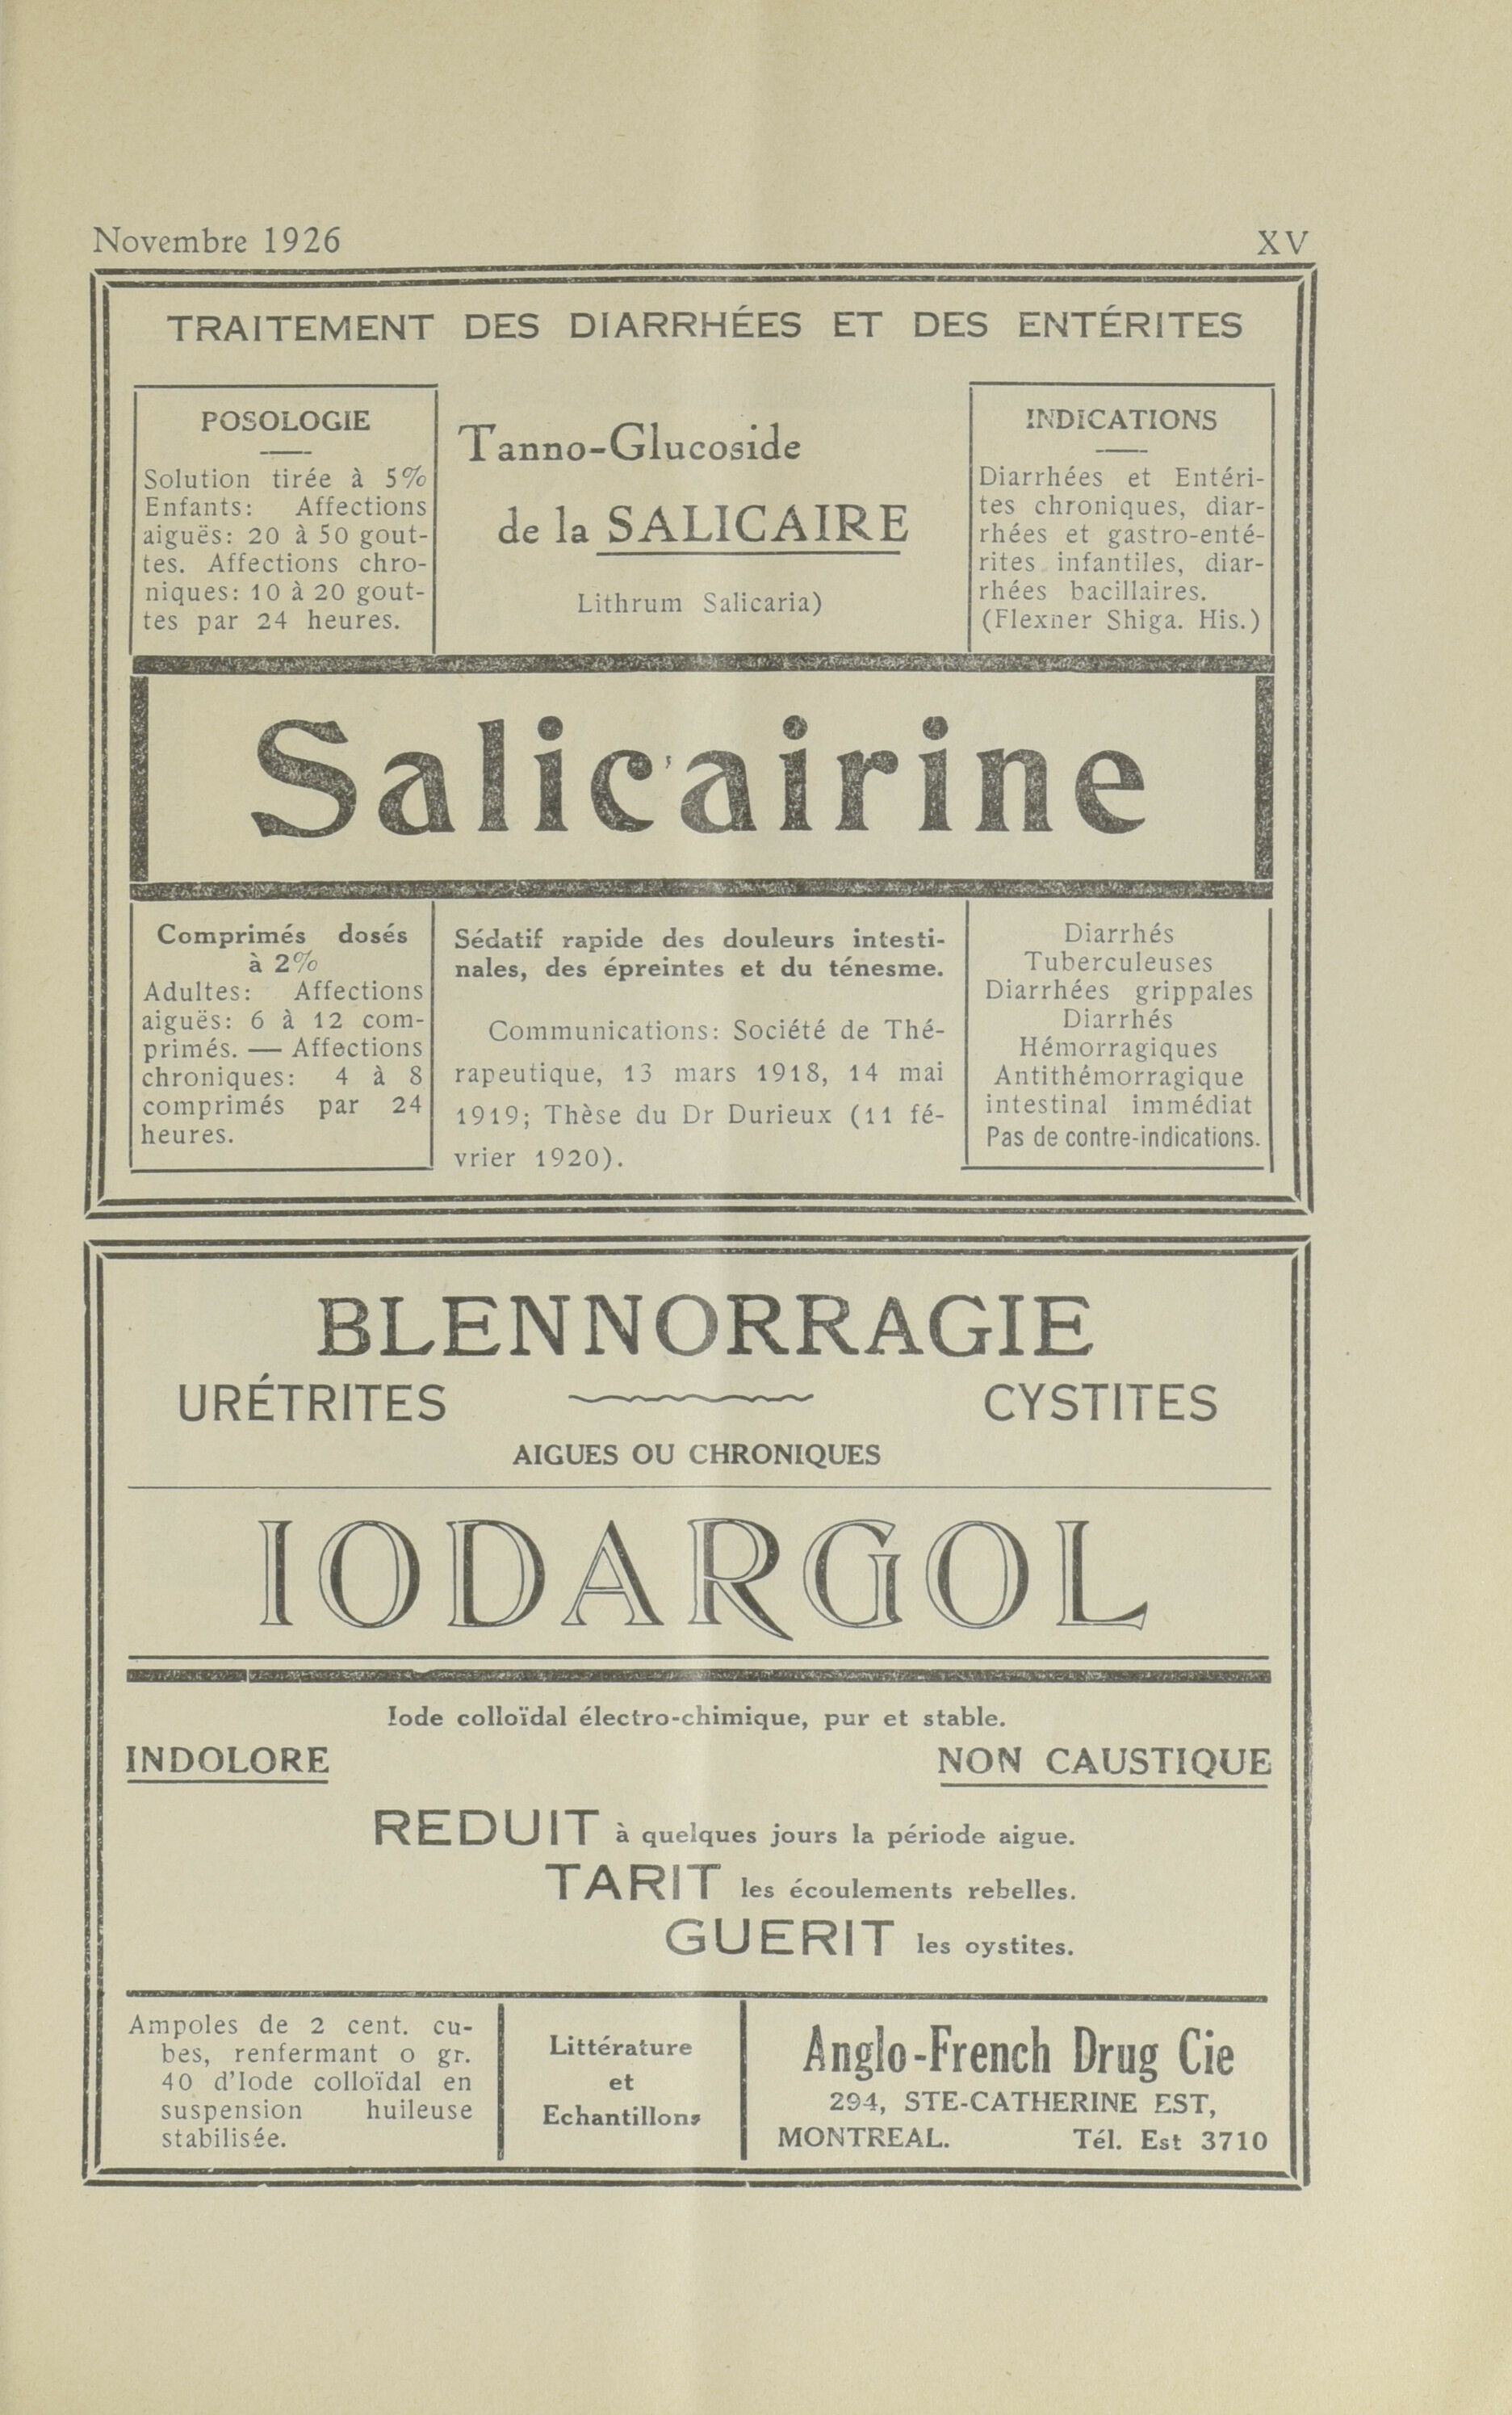 Novembre 1926
XV
TRAITEMENT DES DIARRHÉES ET DES ENTÉRITES
POSOLOGIE
Solution tirée à 5%
Enfants: Affections
aiguës: 20 à 50 gout-
tes. Affections chro-
niques: 10 à 20 gout-
tes par 24 heures.
Tanno-Glucoside
de la SALICAIRE
Lithrum Salicaria)
INDICATIONS
Diarrhées et Entéri-
tes chroniques, diar-
rhées et gastro-enté-
rites infantiles, diar-
rhées bacillaires.
(Flexner Shiga. His.)
Salic'airine
Comprimés dosés
à 2%
Adultes: Affections
aiguës: 6 à 12 com-
primés. — Affections
chroniques: 4 à 8
comprimés par 24
heures.
Sédatif rapide des douleurs intesti-
nales, des épreintes et du ténesme.
Communications: Société de Thé-
rapeutique, 13 mars 1918, 14 mai
1919; Thèse du Dr Durieux (11 fé-
vrier 1920).
Diarrhés
Tuberculeuses
Diarrhées grippales
Diarrhés
Hémorragiques
Antithémorragique
intestinal immédiat
Pas de contre-indications.
BLENNORRAGIE
URÉTRITES CYSTITES
AIGUES OU CHRONIQUES
IODARGOL
Iode colloïdal électro-chimique, pur et stable.
INDOLORE NON CAUSTIQUE
REDUIT à quelques jours la période aigue.
TARIT les écoulements rebelles.
GUERIT les oystites.
Ampoles de 2 cent. cu-
bes, renfermant o gr.
40 d'Iode colloïdal en
suspension huileuse
stabilisée.
Littérature
et
Echantillons
Anglo-French Drug Cie
294, STE-CATHERINE EST,
MONTREAL. Tél. Est 3710